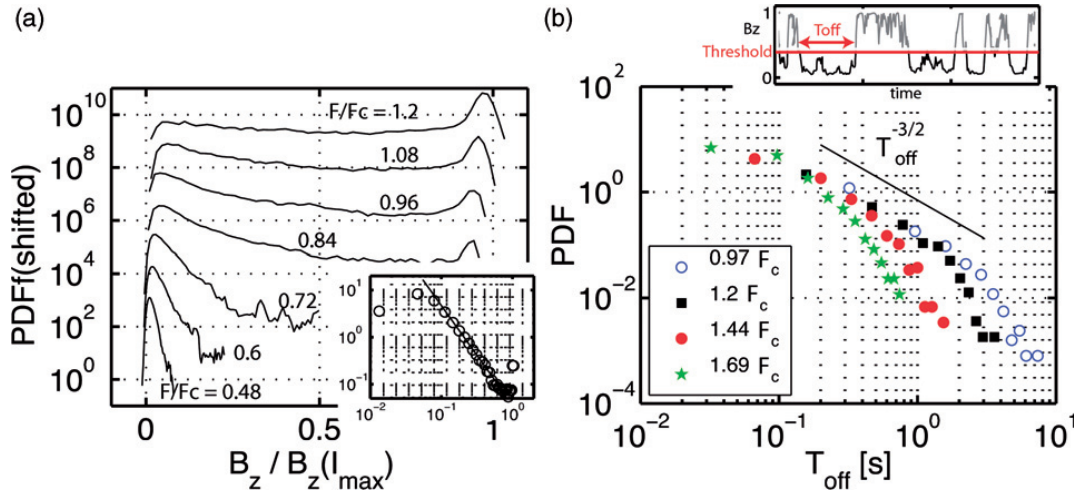 (a)
PDFf(shifted)
10^10
10^8
10^6
10^4
10^2
10^0
F/Fc = 1.2
1.08
0.96
0.84
0.72
0.6
F/Fc = 0.48
10^1
10^0
10^-1
10^-2 10^-1 10^0
0 0.5 1
B_z / B_z(I_max)
(b)
1
Bz
Toff
Threshold
0
time
PDF
10^2
10^0
10^-2
10^-4
T_off^-3/2
0.97 F_c
1.2 F_c
1.44 F_c
1.69 F_c
10^-2 10^-1 10^0 10^1
T_off [s]